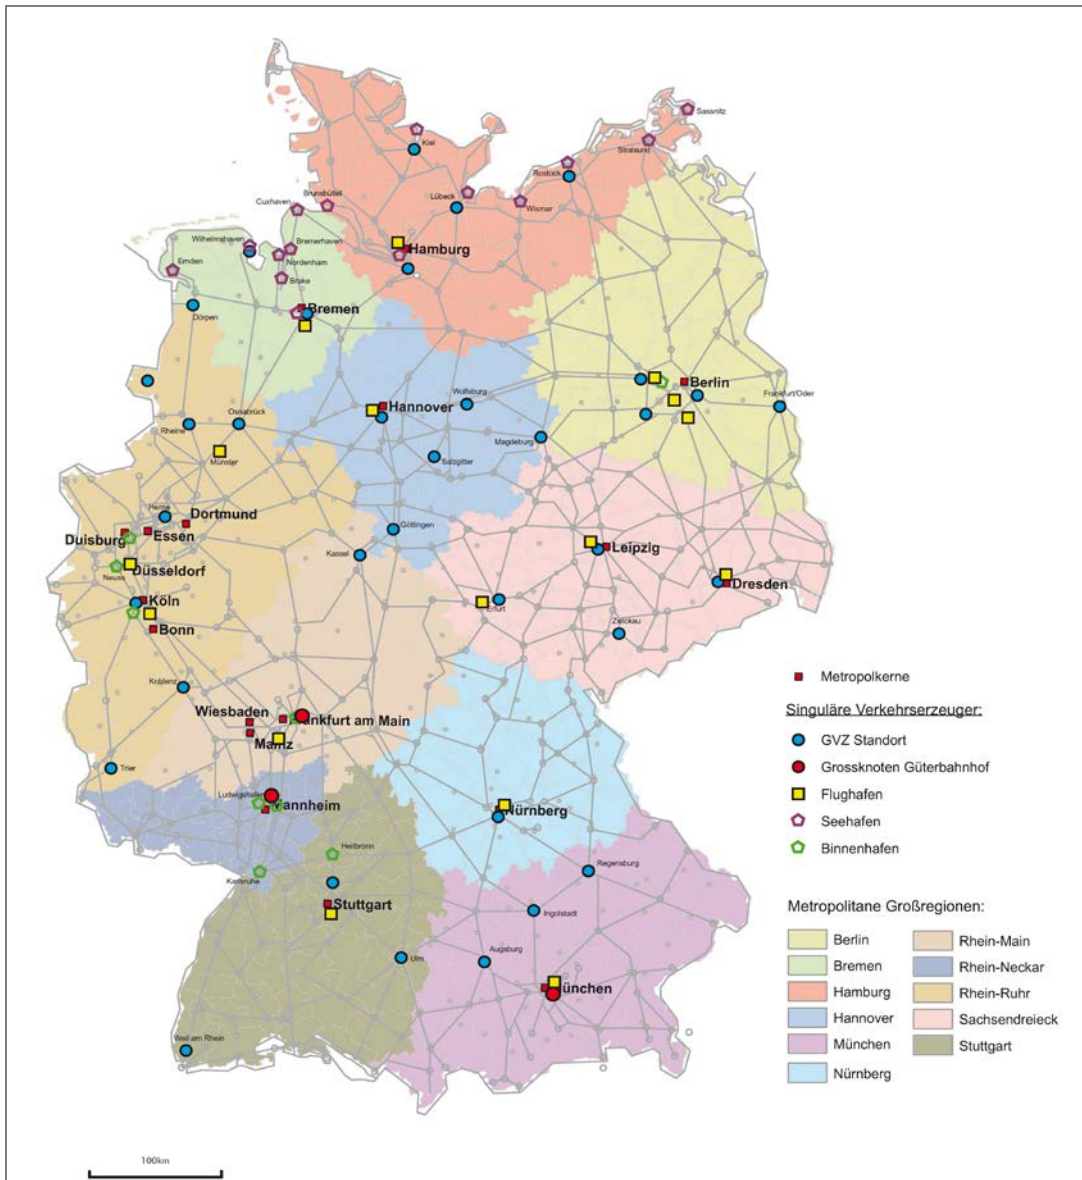 Sassnitz
Kiel
Stralsund
Rostock
Brunsbüttel
Lübeck
Cuxhaven
Wismar
Wilhelmshaven
Bremerhaven
Hamburg
Emden
Nordenham
Brake
Bremen
Dörpen
Berlin
Wolfsburg
Frankfurt/Oder
Hannover
Osnabrück
Rheine
Magdeburg
Salzgitter
Münster
Herne
Dortmund
Göttingen
Duisburg
Essen
Leipzig
Kassel
Neuss
Düsseldorf
Dresden
Köln
Erfurt
Zwickau
Bonn
Koblenz
Wiesbaden
nkfurt am Main
Mainz
Trier
Ludwigshafen
annheim
Nürnberg
Heilbronn
Regensburg
Karlsruhe
Stuttgart
Ingolstadt
Augsburg
Ulm
ünchen
Weil am Rhein
Metropolkerne
Singuläre Verkehrserzeuger:
GVZ Standort
Grossknoten Güterbahnhof
Flughafen
Seehafen
Binnenhafen
Metropolitane Großregionen:
Berlin
Rhein-Main
Bremen
Rhein-Neckar
Hamburg
Rhein-Ruhr
Hannover
Sachsendreieck
München
Stuttgart
Nürnberg
100km